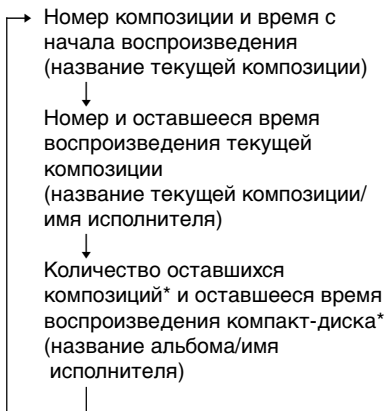 Номер композиции и время с
начала воспроизведения
(название текущей композиции)
Номер и оставшееся время
воспроизведения текущей
композиции
(название текущей композиции/
имя исполнителя)
Количество оставшихся
композиций* и оставшееся время
воспроизведения компакт-диска*
(название альбома/имя
исполнителя)